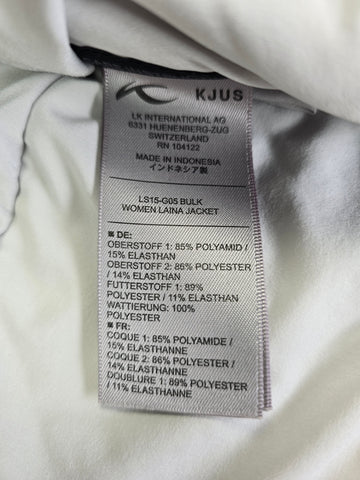 KJUS
LK INTERNATIONAL AG
6331 HUENENBERG-ZUG
SWITZERLAND
RN 104122
MADE IN INDONESIA
インドネシア製
LS15-G05 BULK
WOMEN LAINA JACKET
■ DE:
OBERSTOFF 1: 85% POLYAMID /
15% ELASTHAN
OBERSTOFF 2: 86% POLYESTER
/ 14% ELASTHAN
FUTTERSTOFF 1: 89%
POLYESTER / 11% ELASTHAN
WATTIERUNG: 100%
POLYESTER
■ FR:
COQUE 1: 85% POLYAMIDE /
15% ELASTHANNE
COQUE 2: 86% POLYESTER /
14% ELASTHANNE
DOUBLURE 1: 89% POLYESTER
/ 11% ELASTHANNE